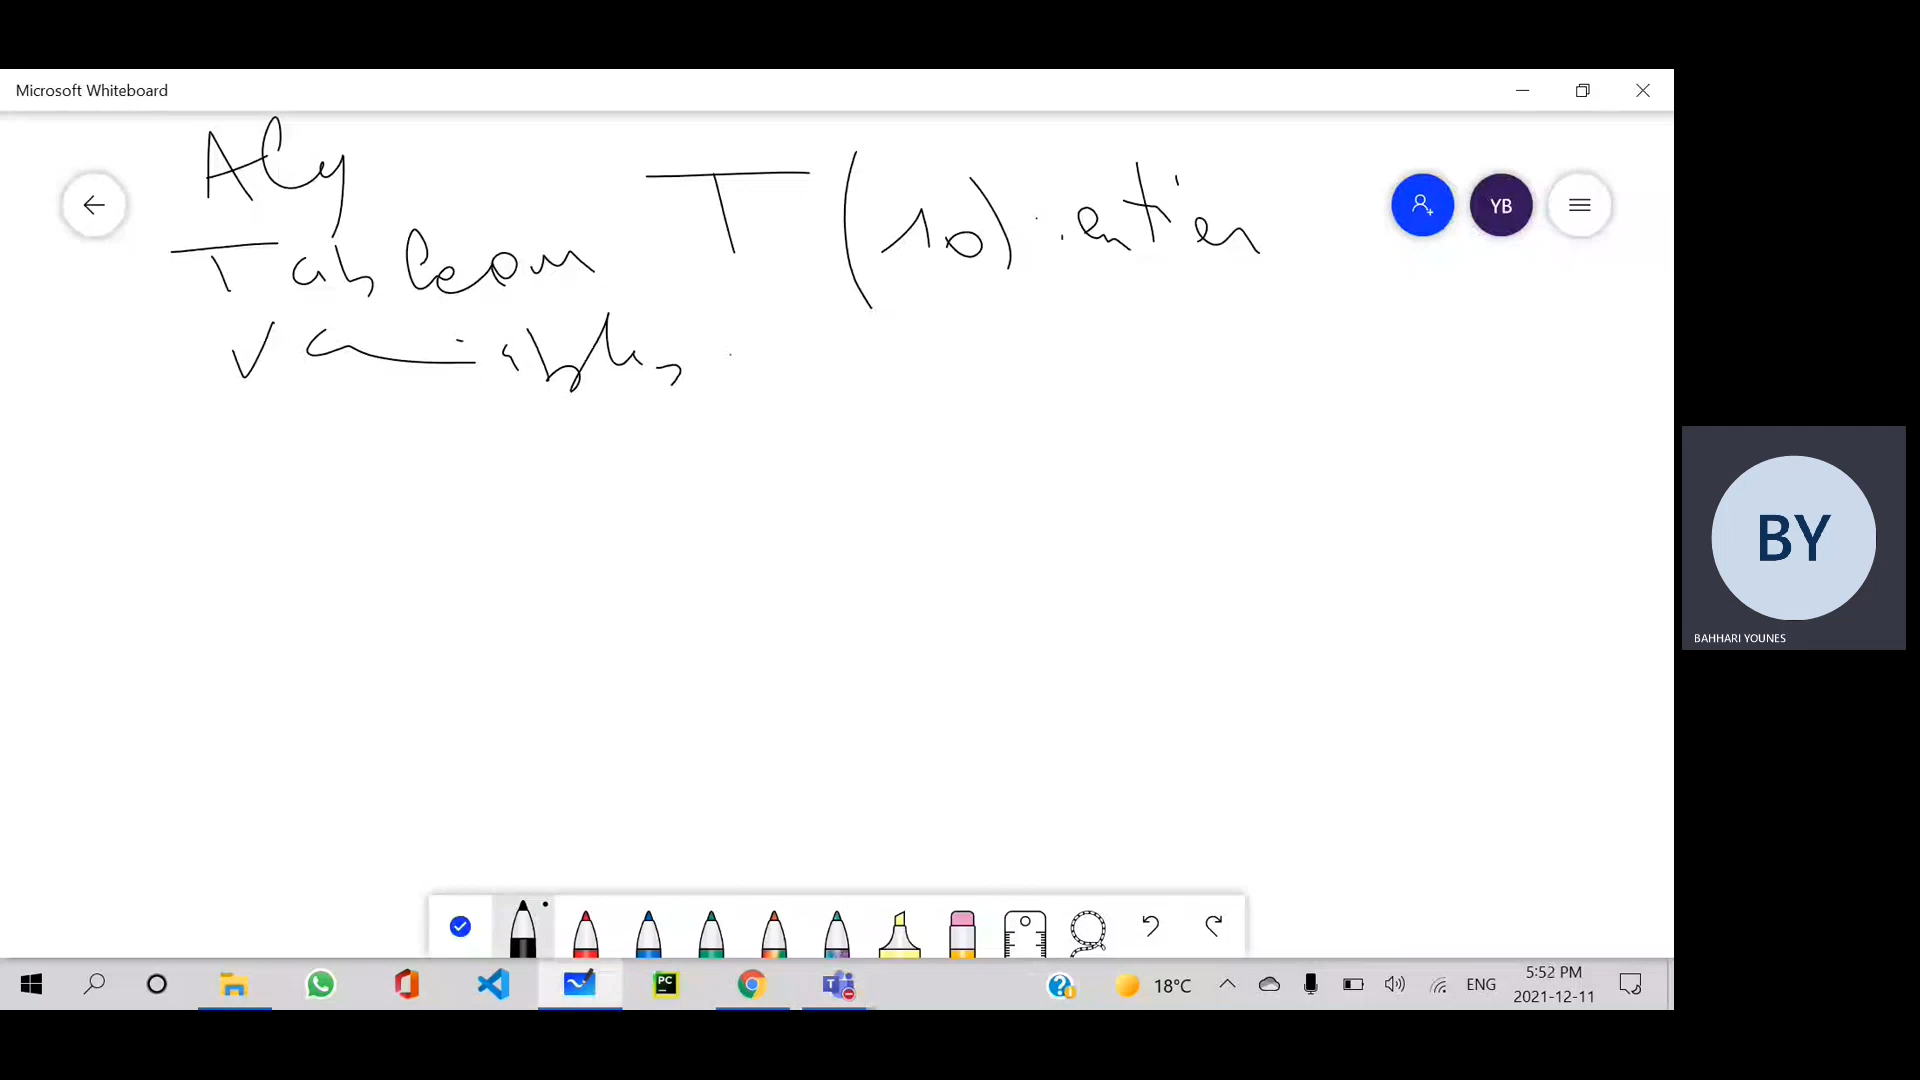 Microsoft Whiteboard
Alg
Tableau T(10) : entier
Variables
YB
BY
BAHHARI YOUNES
PC
18°C
ENG
5:52 PM
2021-12-11